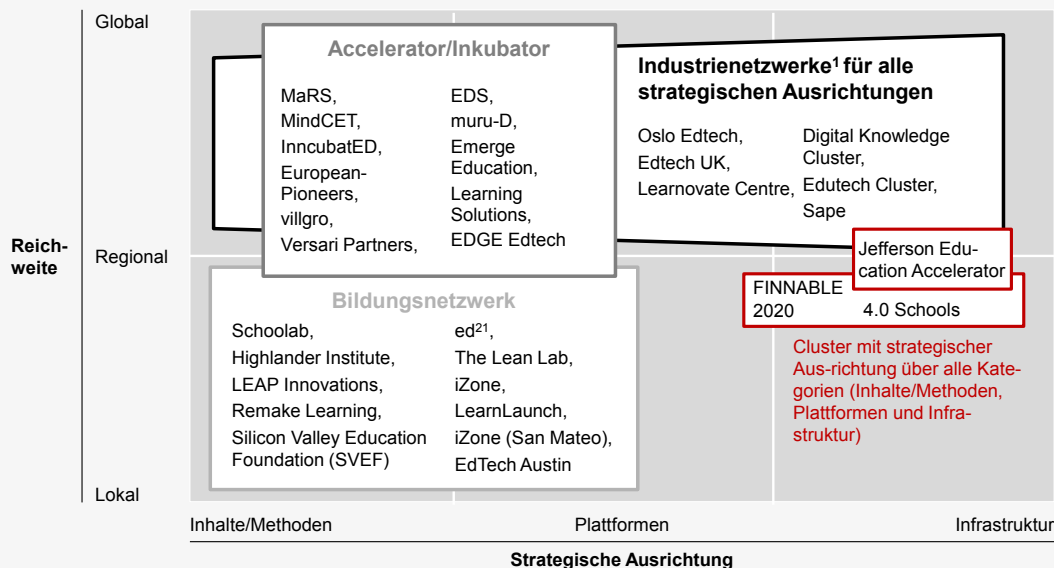 Global
Accelerator/Inkubator
MaRS,
MindCET,
InncubatED,
European-
Pioneers,
villgro,
Versari Partners,
EDS,
muru-D,
Emerge
Education,
Learning
Solutions,
EDGE Edtech
Industrienetzwerke¹ für alle
strategischen Ausrichtungen
Oslo Edtech,
Edtech UK,
Learnovate Centre,
Digital Knowledge
Cluster,
Edutech Cluster,
Sape
Reich-
weite
Regional
Jefferson Edu-
cation Accelerator
FINNABLE
2020
4.0 Schools
Bildungsnetzwerk
Schoolab,
Highlander Institute,
LEAP Innovations,
Remake Learning,
Silicon Valley Education
Foundation (SVEF)
ed²¹,
The Lean Lab,
iZone,
LearnLaunch,
iZone (San Mateo),
EdTech Austin
Cluster mit strategischer
Aus-richtung über alle Kate-
gorien (Inhalte/Methoden,
Plattformen und Infra-
struktur)
Lokal
Inhalte/Methoden
Plattformen
Infrastruktur
Strategische Ausrichtung